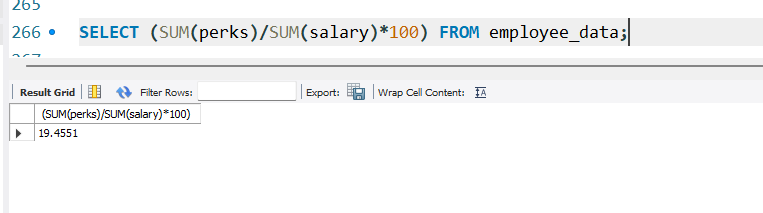 265
266 SELECT (SUM(perks)/SUM(salary)*100) FROM employee_data;
Result Grid Filter Rows: Export: Wrap Cell Content: IA
(SUM(perks)/SUM(salary)*100)
19.4551